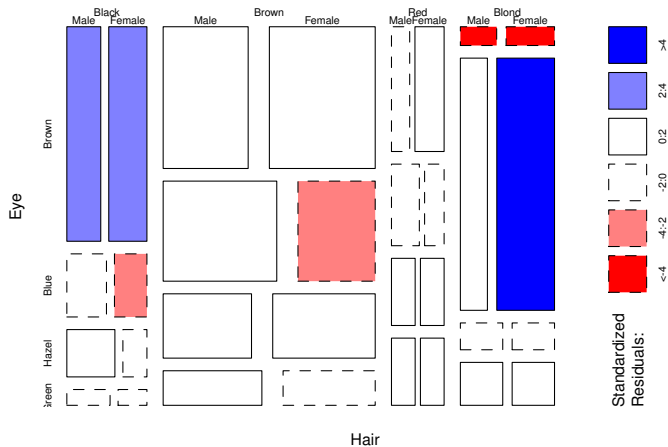 Black Brown Red Blond
Male Female Male Female Male Female Male Female
Brown
Blue
Hazel
Eye
Hair
Standardized
Residuals:
<-4
-4:-2
-2:0
0:2
2:4
>4